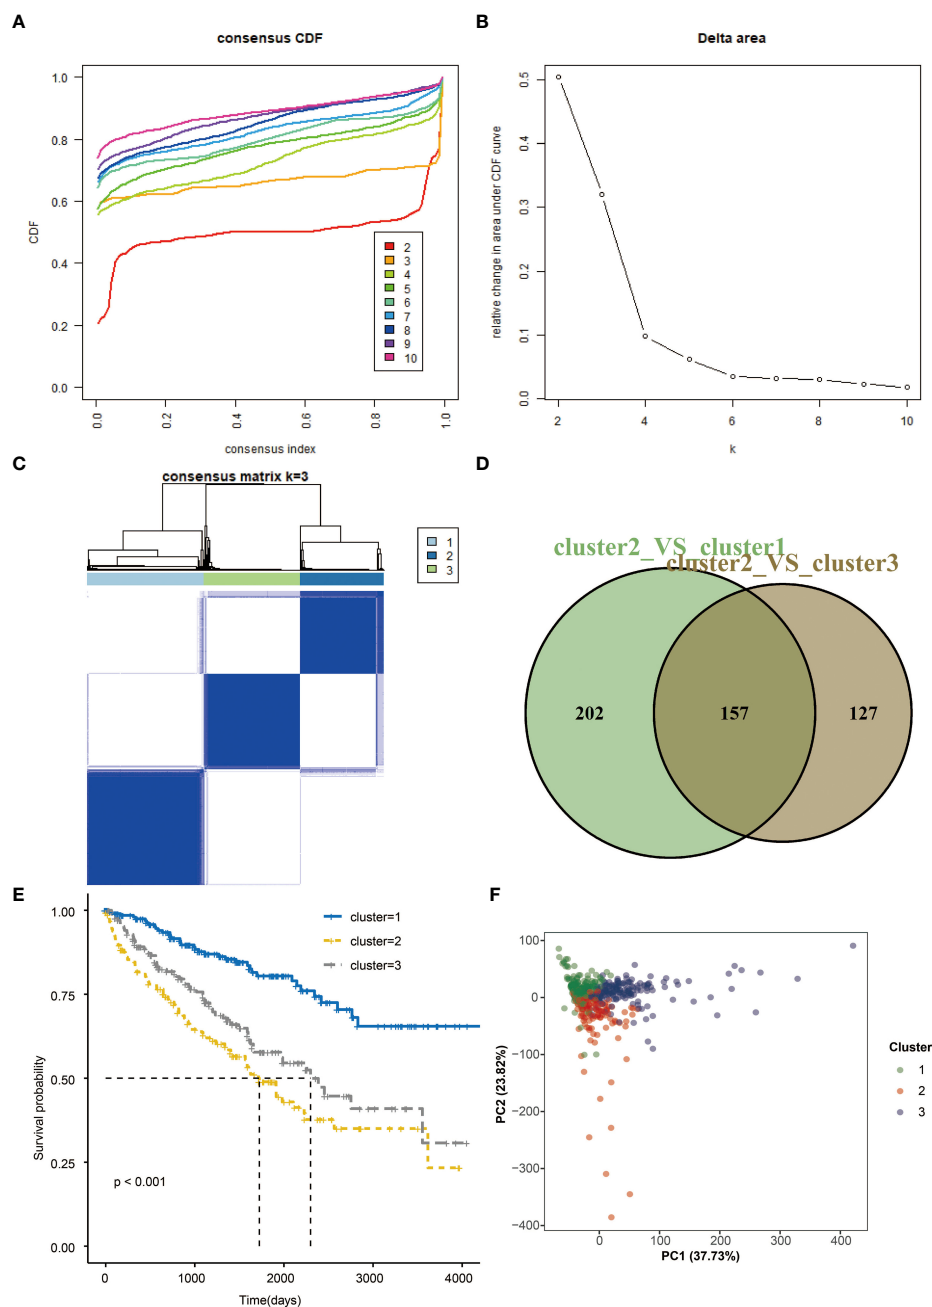 A
consensus CDF
1.0
0.8
0.6
0.4
0.2
0.0
CDF
2
3
4
5
6
7
8
9
10
0.0
0.2
0.4
0.6
0.8
1.0
consensus index
B
Delta area
0.5
0.4
0.3
0.2
0.1
0.0
relative change in area under CDF curve
2
4
6
8
10
k
C
consensus matrix k=3
1
2
3
D
cluster2_VS_cluster1
cluster2_VS_cluster3
202
157
127
E
1.00
0.75
0.50
0.25
0.00
Survival probability
cluster=1
cluster=2
cluster=3
p < 0.001
0
1000
2000
3000
4000
Time(days)
F
100
0
−100
−200
−300
−400
PC2 (23.82%)
0
100
200
300
400
PC1 (37.73%)
Cluster
1
2
3